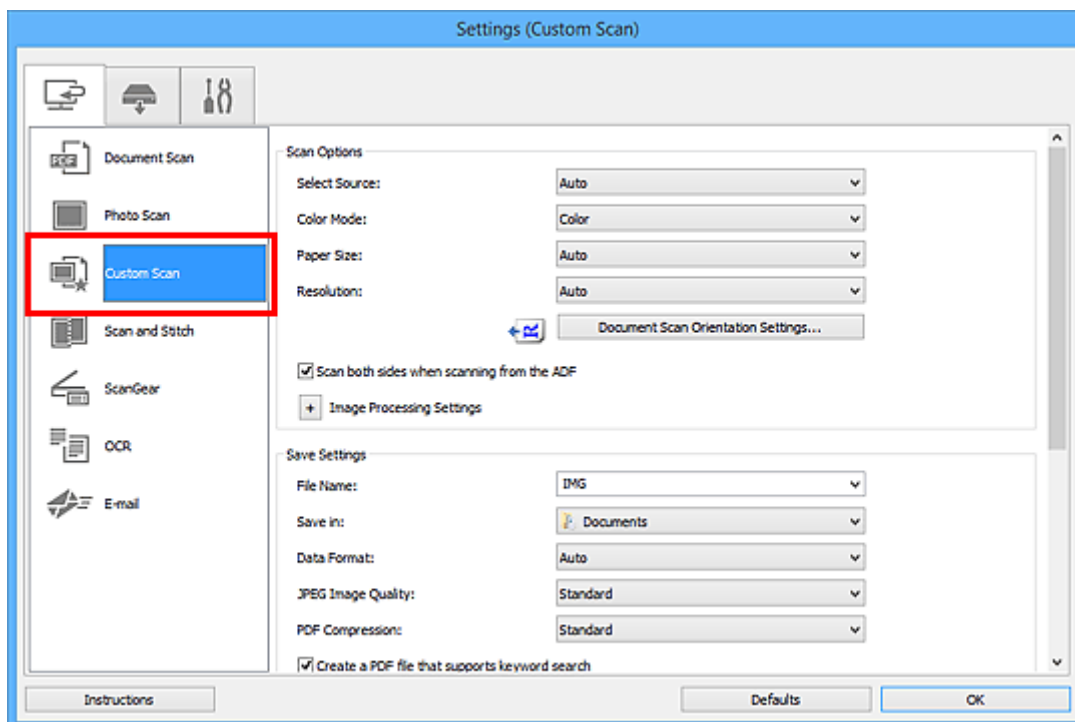 Settings (Custom Scan)
PDF
Document Scan
Photo Scan
Custom Scan
Scan and Stitch
ScanGear
OCR
E-mail
Scan Options
Select Source: Auto
Color Mode: Color
Paper Size: Auto
Resolution: Auto
R Document Scan Orientation Settings...
Scan both sides when scanning from the ADF
+ Image Processing Settings
Save Settings
File Name: IMG
Save in: Documents
Data Format: Auto
JPEG Image Quality: Standard
PDF Compression: Standard
Create a PDF file that supports keyword search
Instructions Defaults OK